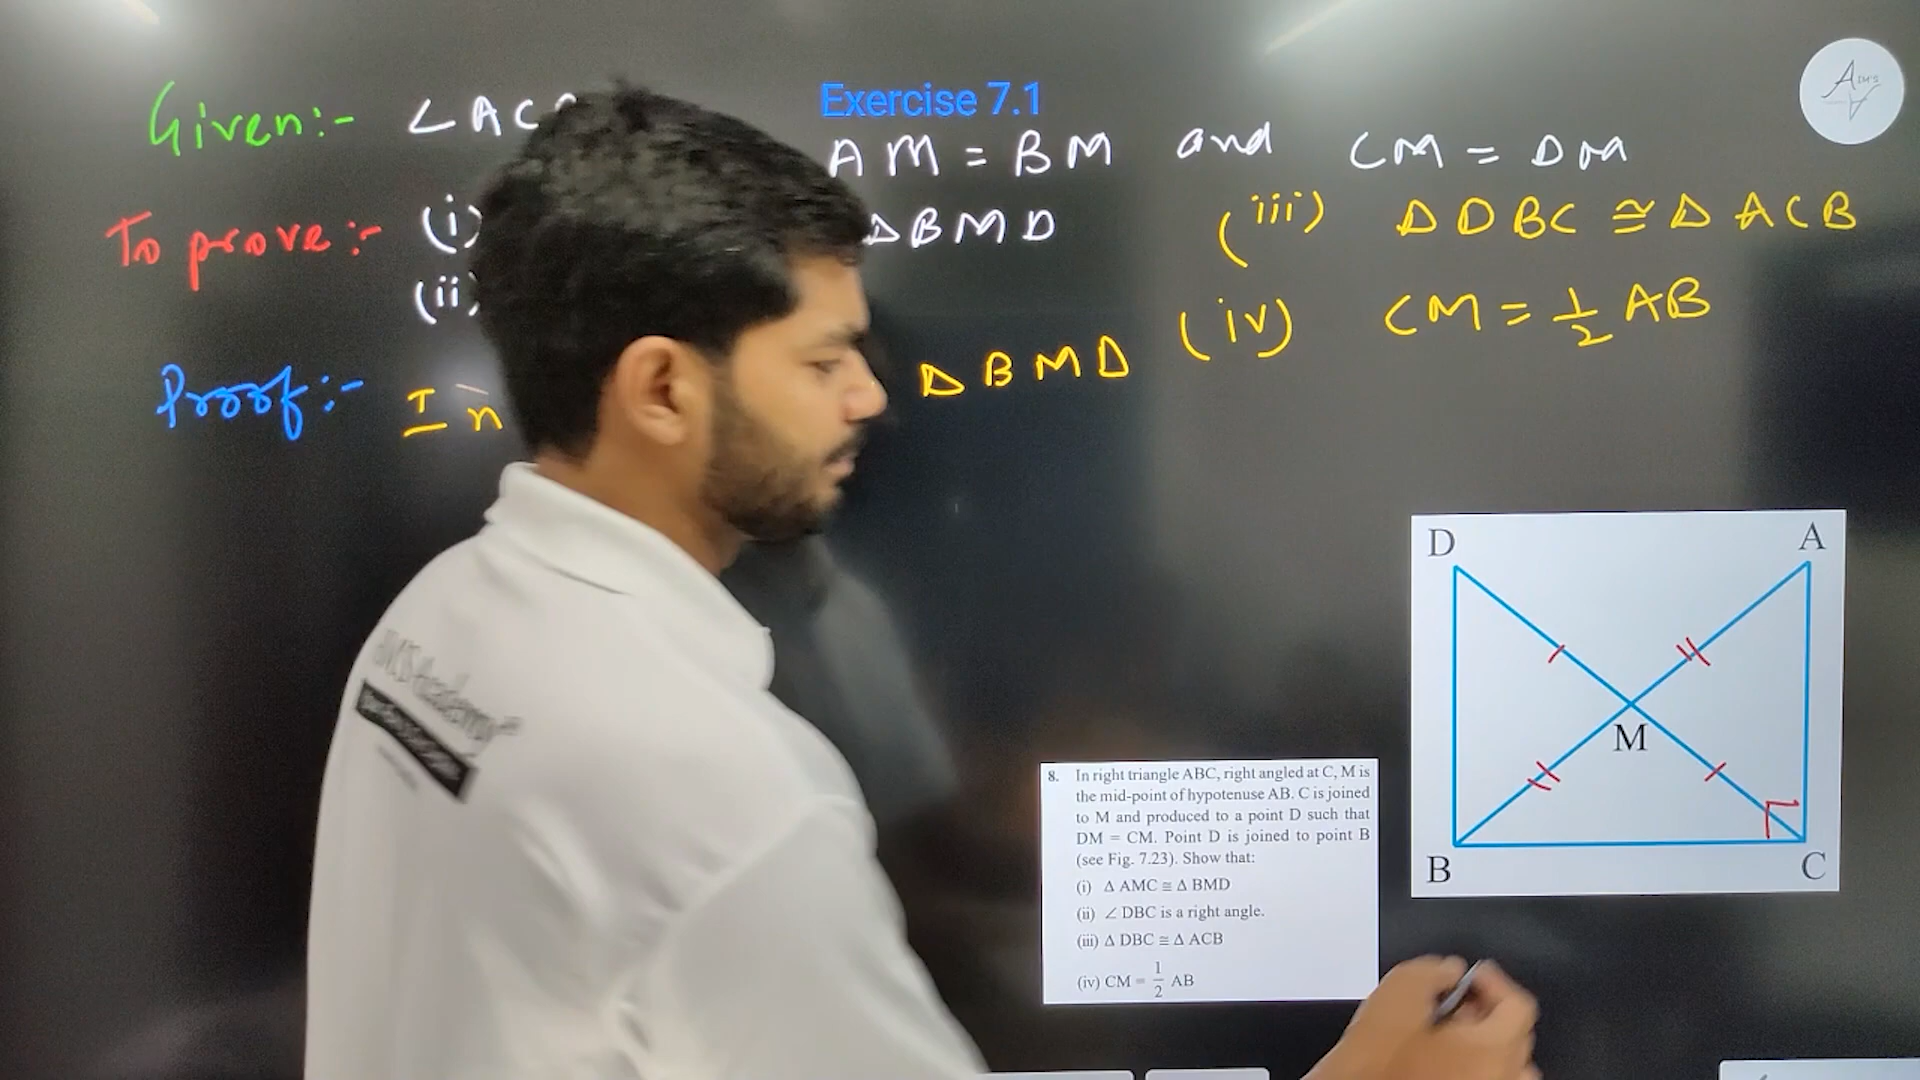 Exercise 7.1
Given:- ∠AC
AM = BM and CM = DM
To prove:- (i) ΔBMD
(iii) ΔDBC ≅ ΔACB
(ii)
(iv) CM = 1/2 AB
Proof:- In ΔBMD
D A
M
B C
8. In right triangle ABC, right angled at C, M is
the mid-point of hypotenuse AB. C is joined
to M and produced to a point D such that
DM = CM. Point D is joined to point B
(see Fig. 7.23). Show that:
(i) Δ AMC ≅ Δ BMD
(ii) ∠ DBC is a right angle.
(iii) Δ DBC ≅ Δ ACB
(iv) CM = 1/2 AB
AIM'S